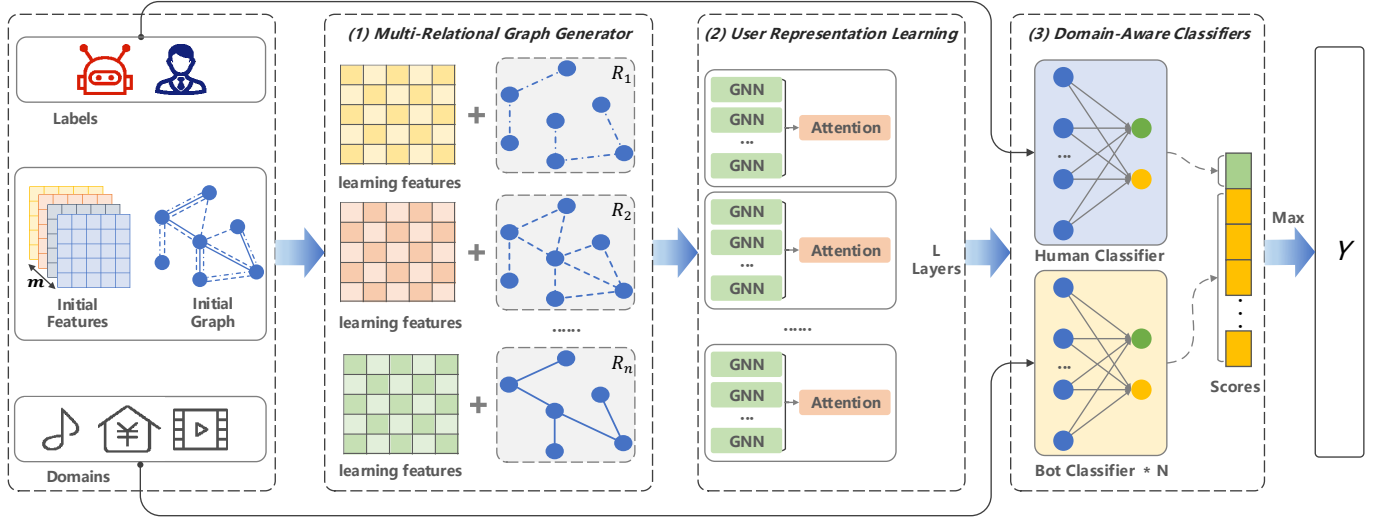 Labels
m
Initial
Features
Initial
Graph
¥
Domains
(1) Multi-Relational Graph Generator
R1
learning features
+
R2
learning features
+
......
Rn
learning features
+
(2) User Representation Learning
GNN
GNN
...
GNN
Attention
GNN
GNN
...
GNN
Attention
......
GNN
GNN
...
GNN
Attention
L
Layers
(3) Domain-Aware Classifiers
...
Human Classifier
...
Bot Classifier * N
Scores
Max
Y